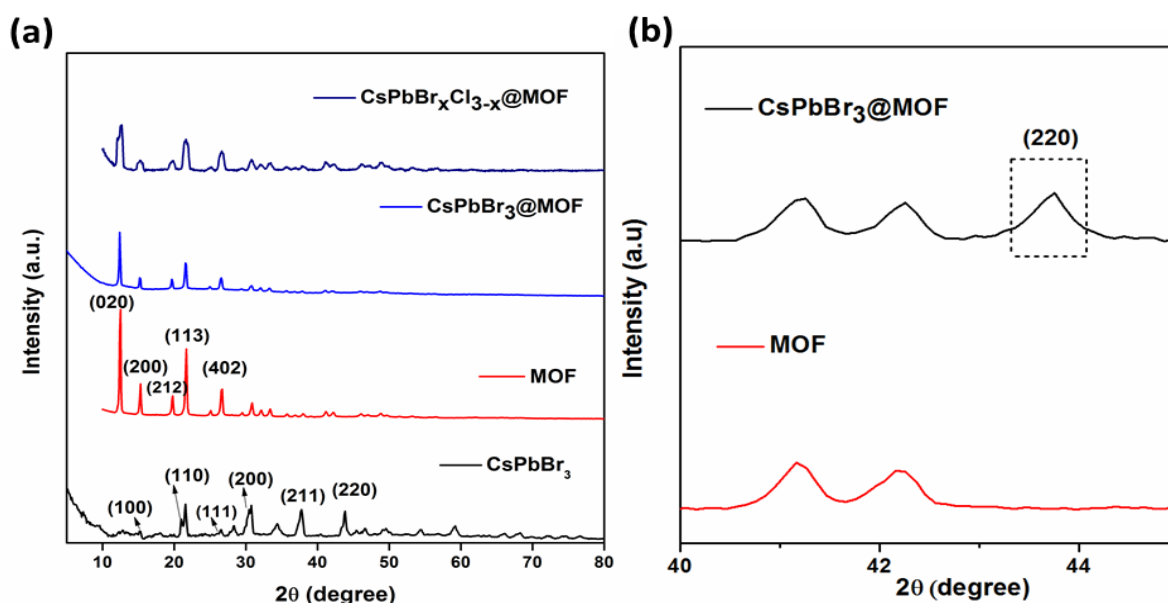 (a)
CsPbBrxCl3-x@MOF
CsPbBr3@MOF
(020)
(113)
(200)
(402)
(212)
MOF
CsPbBr3
(110)
(200)
(100)
(111)
(211)
(220)
Intensity (a.u.)
10 20 30 40 50 60 70 80
2θ (degree)
(b)
CsPbBr3@MOF
(220)
MOF
Intensity (a.u)
40 42 44
2θ (degree)